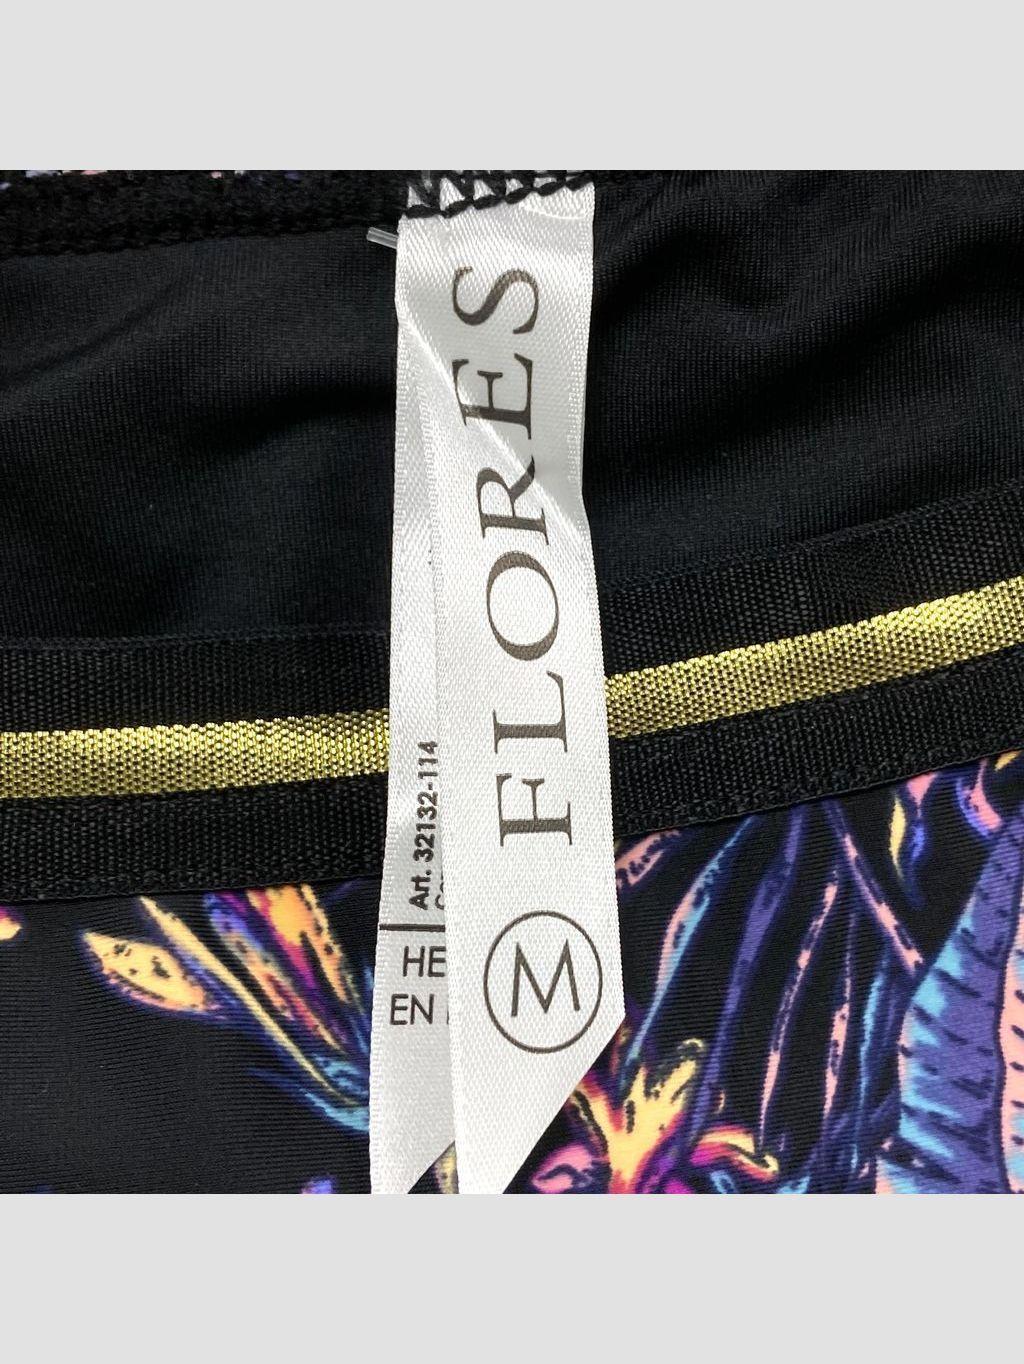 FLORES
M
Art. 32132-114
HE
EN